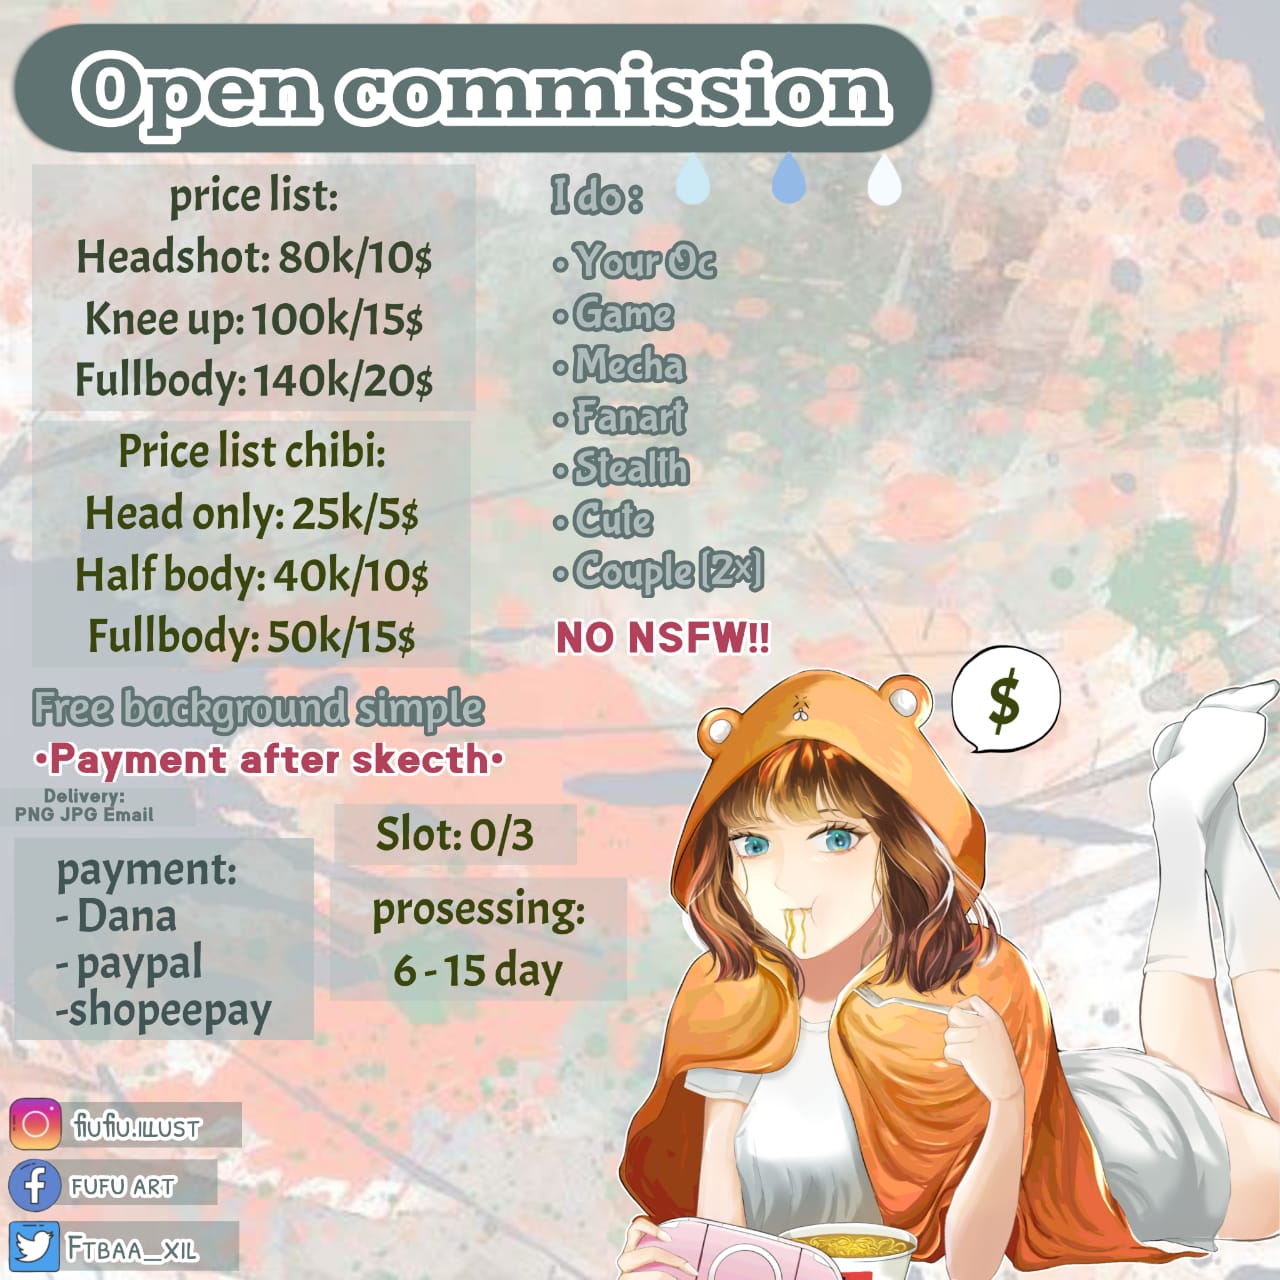 Open commission
price list:
Headshot: 80k/10$
Knee up: 100k/15$
Fullbody: 140k/20$
Price list chibi:
Head only: 25k/5$
Half body: 40k/10$
Fullbody: 50k/15$
Free background simple
•Payment after skecth•
Delivery:
PNG JPG Email
payment:
- Dana
- paypal
-shopeepay
Slot: 0/3
prosessing:
6 - 15 day
I do :
• Your Oc
• Game
• Mecha
• Fanart
• Stealth
• Cute
• Couple [2x]
NO NSFW!!
$
fiufiu.illust
FUFU ART
Ftbaa_xil